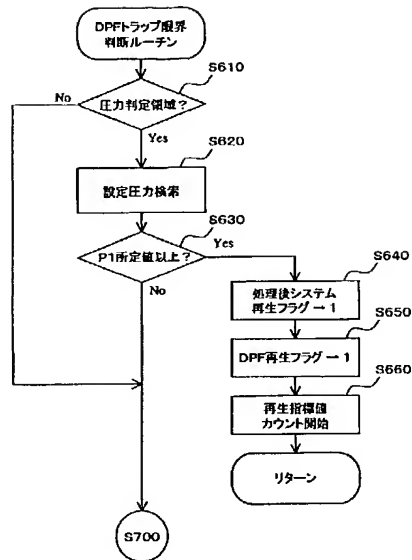 DPFトラップ限界
判断ルーチン
S610
No
圧力判定領域?
Yes
S620
設定圧力検索
S630
P1所定値以上?
Yes
No
S640
処理後システム
再生フラグ→1
S650
DPF再生フラグ→1
S660
再生指標値
カウント開始
リターン
S700